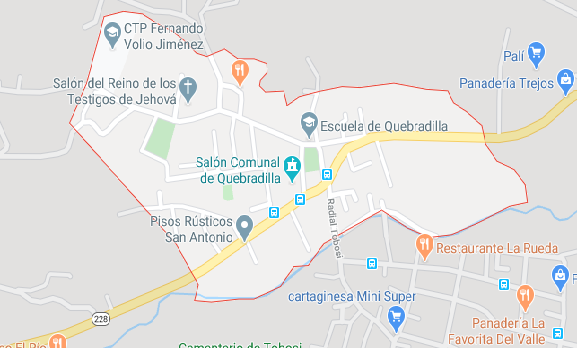 CTP Fernando
Volio Jiménez
Salón del Reino de los
Testigos de Jehová
Palí
Panadería Trejos
Escuela de Quebradilla
Salón Comunal
de Quebradilla
Pisos Rústicos
San Antonio
Radial Tobosi
Restaurante La Rueda
cartaginesa Mini Super
228
Panadería La
Favorita Del Valle
El Rio
Cementerio de Tobosi